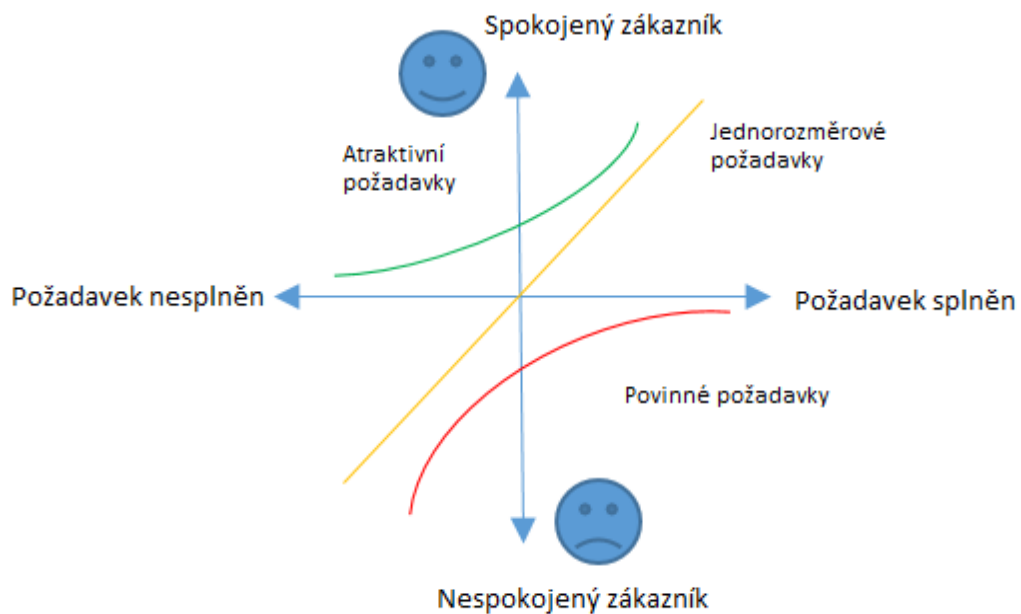 Spokojený zákazník
Jednorozměrové
požadavky
Atraktivní
požadavky
Požadavek nesplněn
Požadavek splněn
Povinné požadavky
Nespokojený zákazník